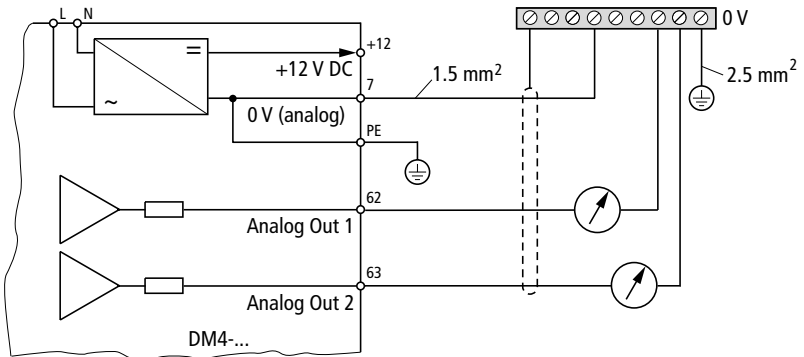 L N
0 V
+12
+12 V DC
=
~
7
1.5 mm²
2.5 mm²
0 V (analog)
PE
62
Analog Out 1
63
Analog Out 2
DM4-...